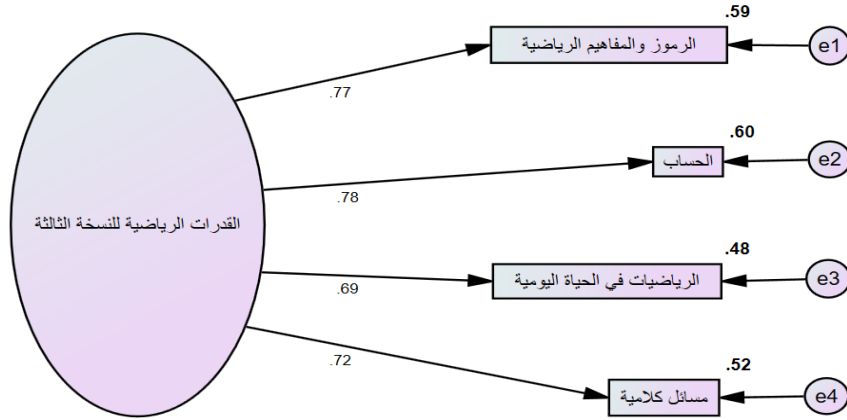 .59
الرموز والمفاهيم الرياضية
e1
.77
.60
الحساب
e2
.78
القدرات الرياضية للنسخة الثالثة
.48
الرياضيات في الحياة اليومية
e3
.69
.72
.52
مسائل كلامية
e4